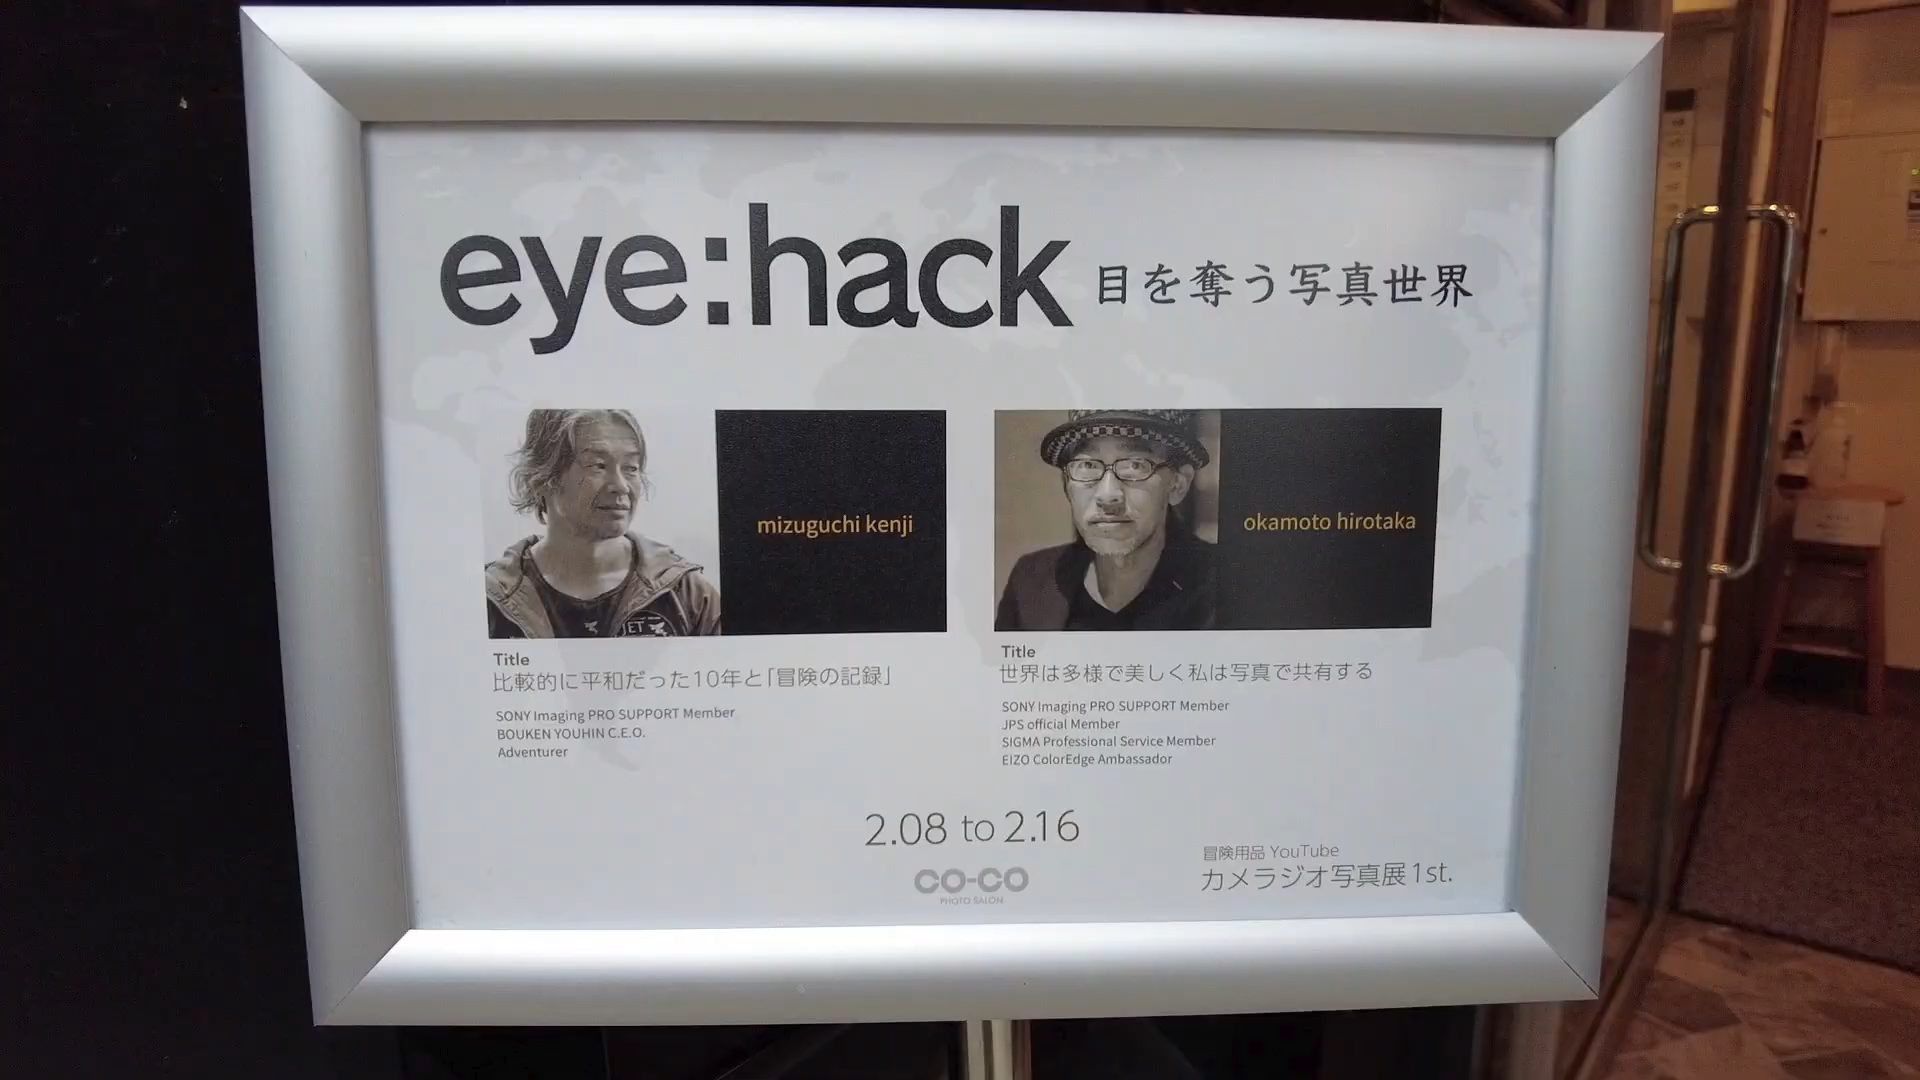 eye:hack 目を奪う写真世界
mizuguchi kenji
Title
比較的に平和だった10年と「冒険の記録」
SONY Imaging PRO SUPPORT Member
BOUKEN YOUHIN C.E.O.
Adventurer
okamoto hirotaka
Title
世界は多様で美しく私は写真で共有する
SONY Imaging PRO SUPPORT Member
JPS official Member
SIGMA Professional Service Member
EIZO ColorEdge Ambassador
2.08 to 2.16
CO-CO
PHOTO SALON
冒険用品 YouTube
カメラジオ写真展 1st.